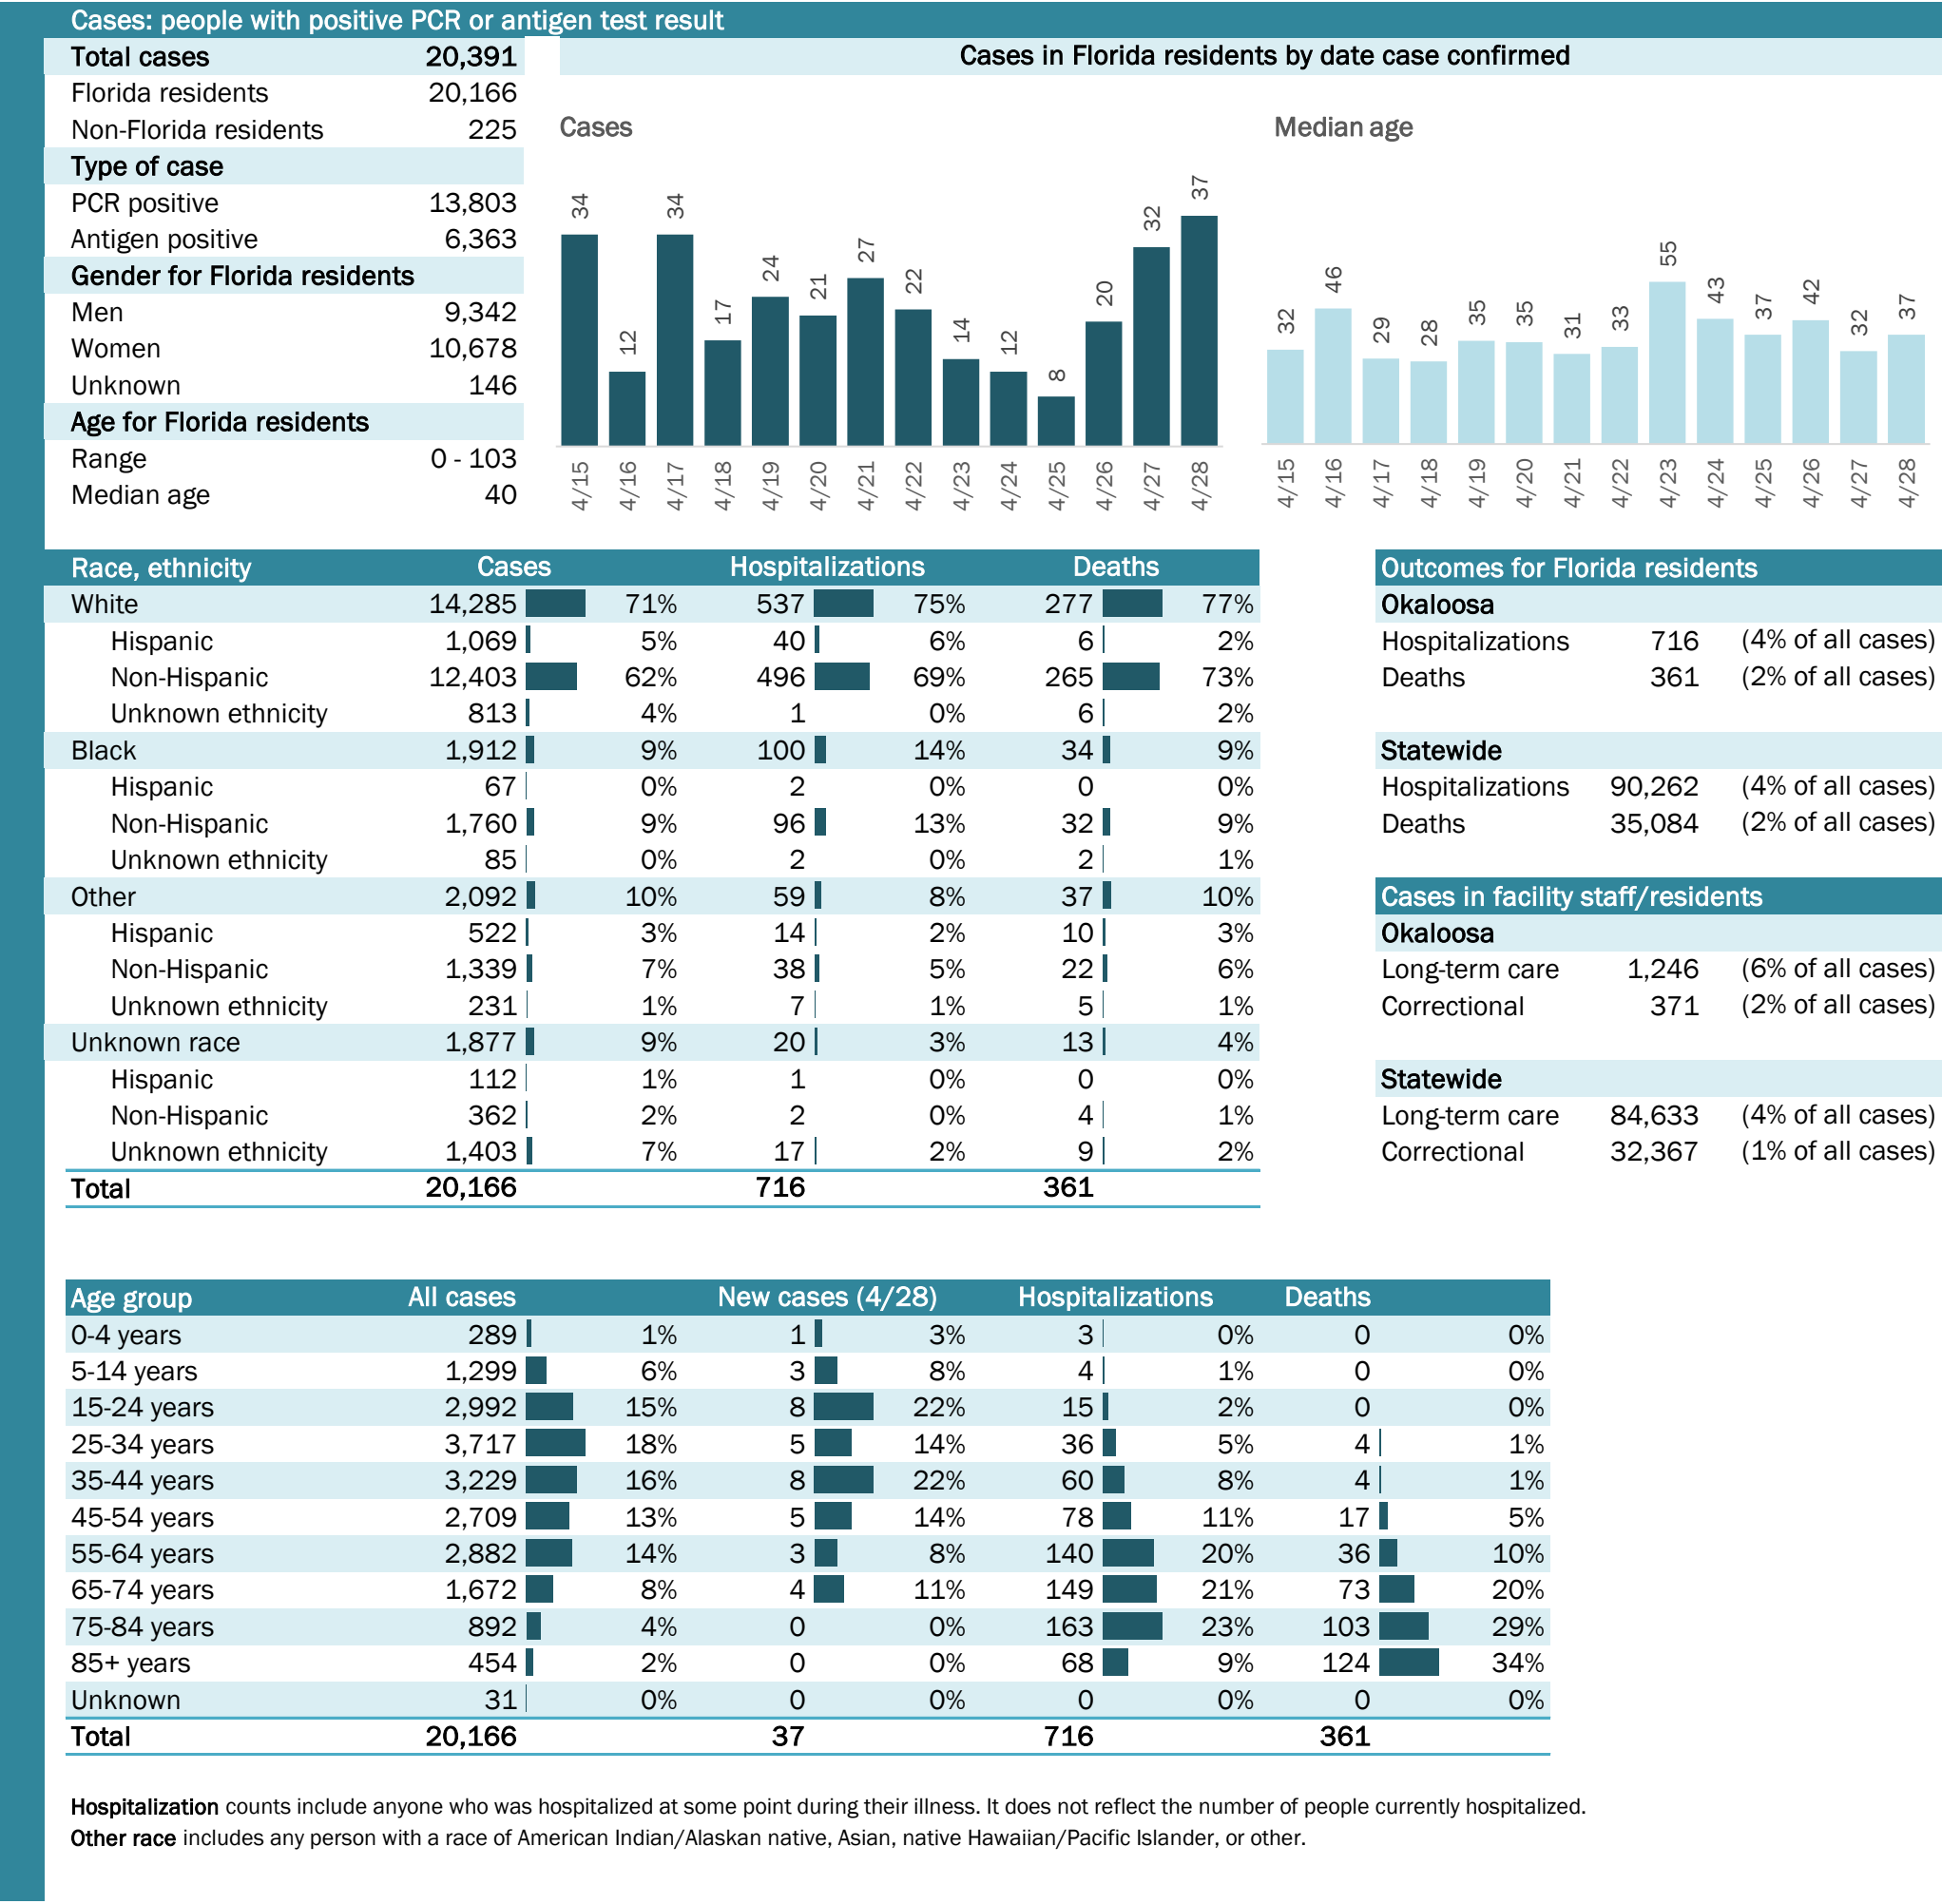 Cases: people with positive PCR or antigen test result
Total cases 20,391
Florida residents 20,166
Non-Florida residents 225
Type of case
PCR positive 13,803
Antigen positive 6,363
Gender for Florida residents
Men 9,342
Women 10,678
Unknown 146
Age for Florida residents
Range 0 - 103
Median age 40
Cases in Florida residents by date case confirmed
Cases
34 12 34 17 24 21 27 22 14 12 8 20 32 37
4/15 4/16 4/17 4/18 4/19 4/20 4/21 4/22 4/23 4/24 4/25 4/26 4/27 4/28
Median age
32 46 29 28 35 35 31 33 55 43 37 42 32 37
4/15 4/16 4/17 4/18 4/19 4/20 4/21 4/22 4/23 4/24 4/25 4/26 4/27 4/28
Race, ethnicity Cases Hospitalizations Deaths
White 14,285 71% 537 75% 277 77%
Hispanic 1,069 5% 40 6% 6 2%
Non-Hispanic 12,403 62% 496 69% 265 73%
Unknown ethnicity 813 4% 1 0% 6 2%
Black 1,912 9% 100 14% 34 9%
Hispanic 67 0% 2 0% 0 0%
Non-Hispanic 1,760 9% 96 13% 32 9%
Unknown ethnicity 85 0% 2 0% 2 1%
Other 2,092 10% 59 8% 37 10%
Hispanic 522 3% 14 2% 10 3%
Non-Hispanic 1,339 7% 38 5% 22 6%
Unknown ethnicity 231 1% 7 1% 5 1%
Unknown race 1,877 9% 20 3% 13 4%
Hispanic 112 1% 1 0% 0 0%
Non-Hispanic 362 2% 2 0% 4 1%
Unknown ethnicity 1,403 7% 17 2% 9 2%
Total 20,166 716 361
Outcomes for Florida residents
Okaloosa
Hospitalizations 716 (4% of all cases)
Deaths 361 (2% of all cases)
Statewide
Hospitalizations 90,262 (4% of all cases)
Deaths 35,084 (2% of all cases)
Cases in facility staff/residents
Okaloosa
Long-term care 1,246 (6% of all cases)
Correctional 371 (2% of all cases)
Statewide
Long-term care 84,633 (4% of all cases)
Correctional 32,367 (1% of all cases)
Age group All cases New cases (4/28) Hospitalizations Deaths
0-4 years 289 1% 1 3% 3 0% 0 0%
5-14 years 1,299 6% 3 8% 4 1% 0 0%
15-24 years 2,992 15% 8 22% 15 2% 0 0%
25-34 years 3,717 18% 5 14% 36 5% 4 1%
35-44 years 3,229 16% 8 22% 60 8% 4 1%
45-54 years 2,709 13% 5 14% 78 11% 17 5%
55-64 years 2,882 14% 3 8% 140 20% 36 10%
65-74 years 1,672 8% 4 11% 149 21% 73 20%
75-84 years 892 4% 0 0% 163 23% 103 29%
85+ years 454 2% 0 0% 68 9% 124 34%
Unknown 31 0% 0 0% 0 0% 0 0%
Total 20,166 37 716 361
Hospitalization counts include anyone who was hospitalized at some point during their illness. It does not reflect the number of people currently hospitalized.
Other race includes any person with a race of American Indian/Alaskan native, Asian, native Hawaiian/Pacific Islander, or other.